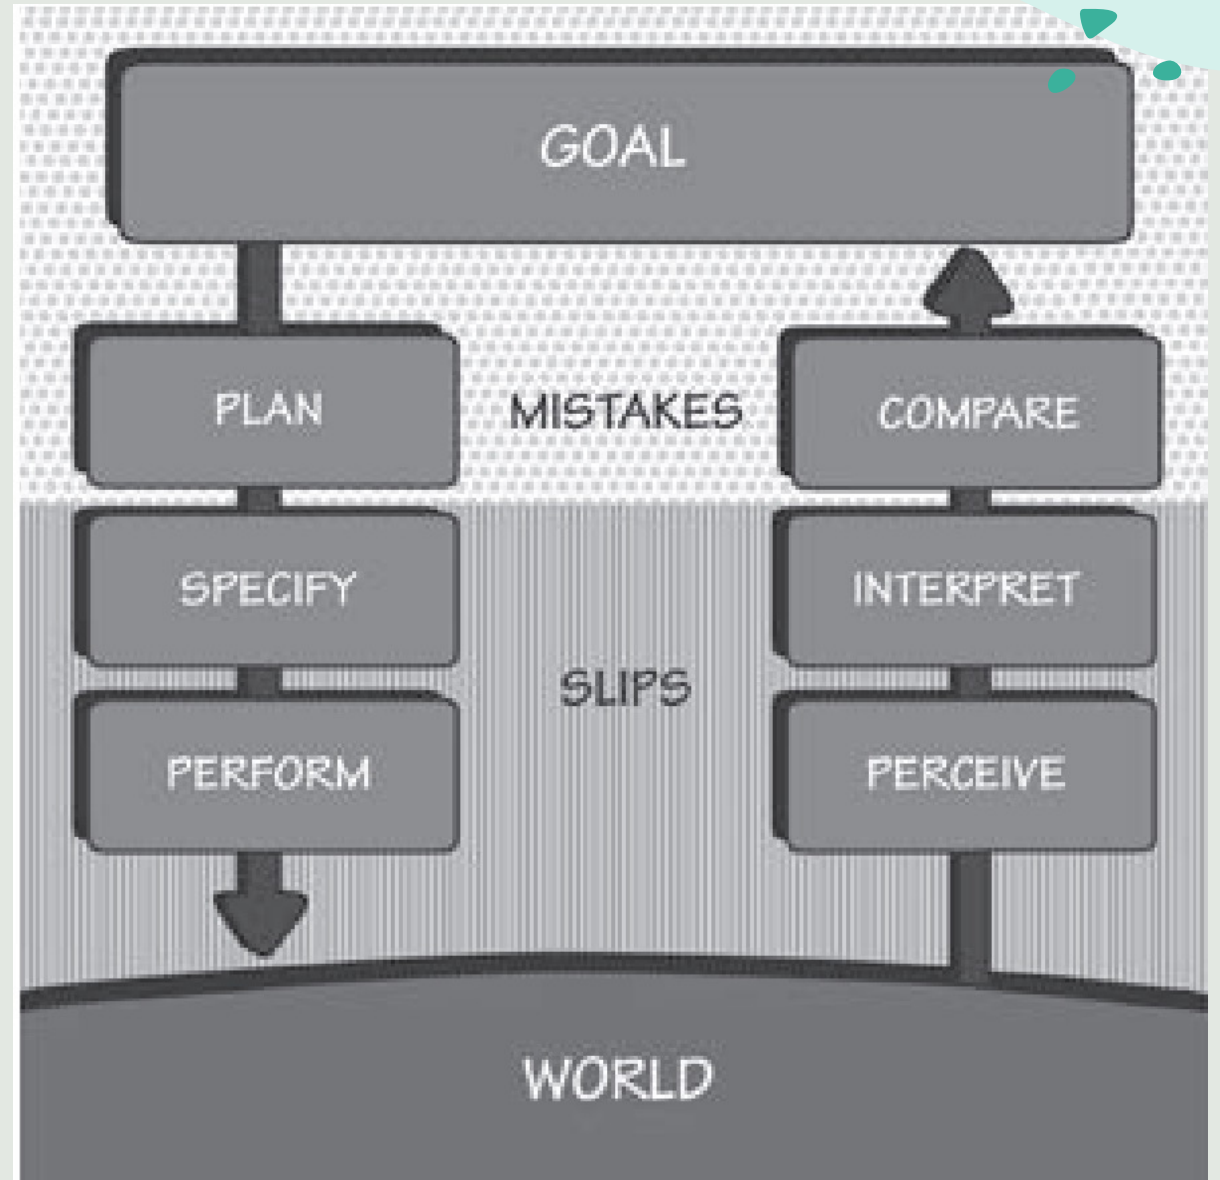 GOAL
PLAN
MISTAKES
COMPARE
SPECIFY
INTERPRET
SLIPS
PERFORM
PERCEIVE
WORLD